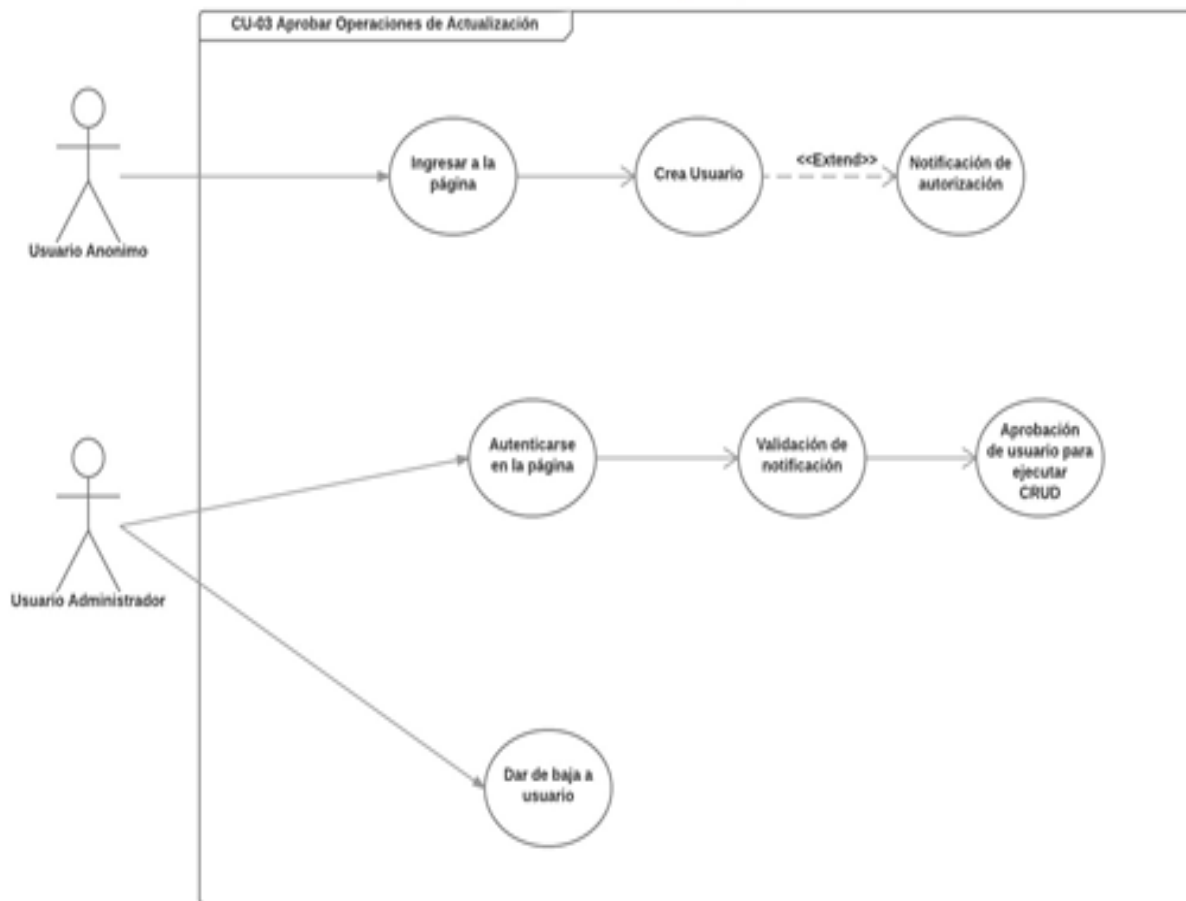 CU-03 Aprobar Operaciones de Actualización
Ingresar a la
página
Crea Usuario
<<Extend>>
Notificación de
autorización
Usuario Anonimo
Autenticarse
en la página
Validación de
notificación
Aprobación
de usuario para
ejecutar
CRUD
Usuario Administrador
Dar de baja a
usuario